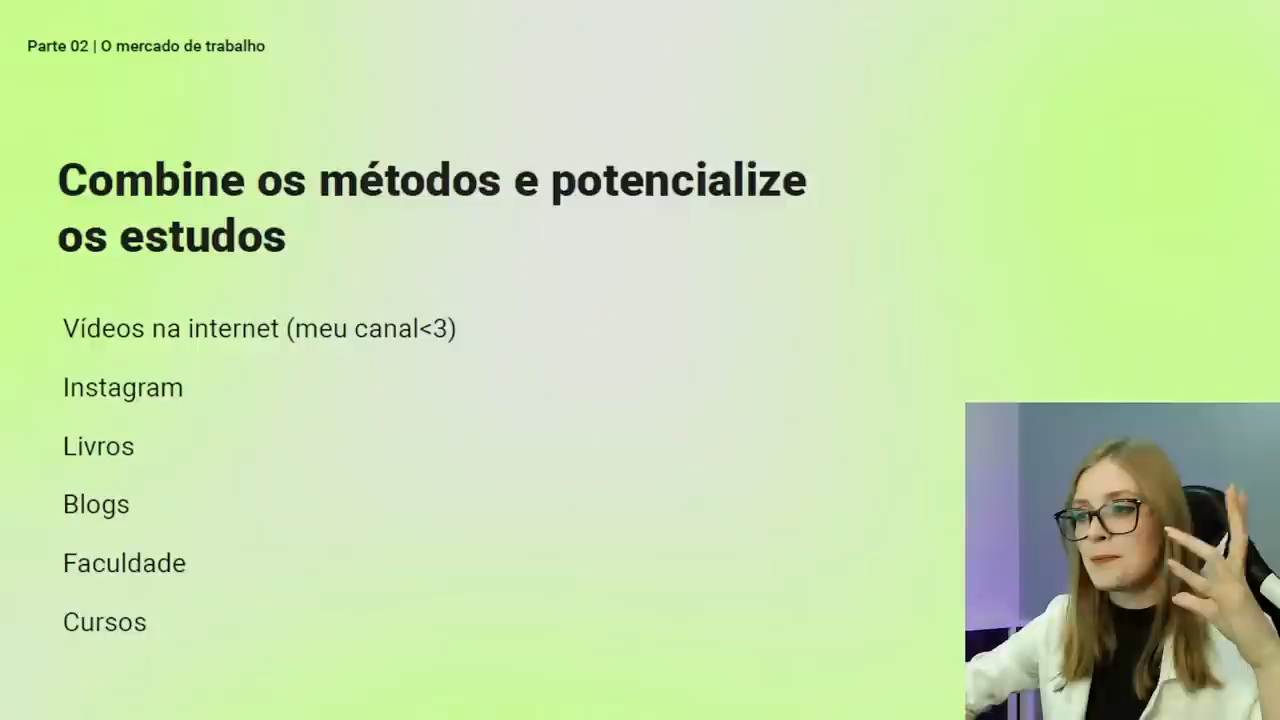 Parte 02 | O mercado de trabalho
Combine os métodos e potencialize
os estudos
Vídeos na internet (meu canal<3)
Instagram
Livros
Blogs
Faculdade
Cursos